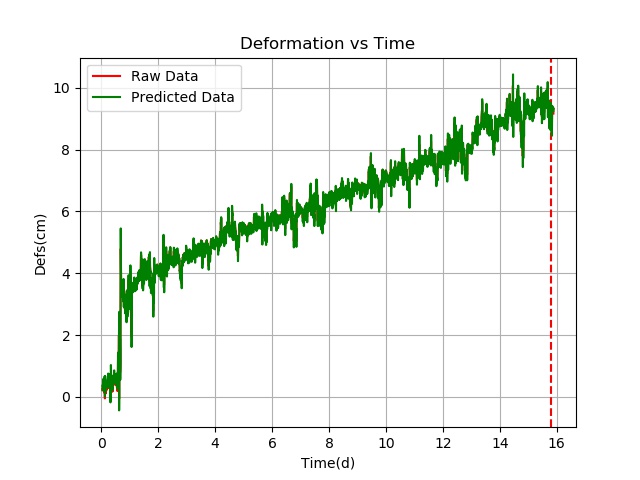 Deformation vs Time
Raw Data
Predicted Data
10
8
6
4
2
0
Defs(cm)
0 2 4 6 8 10 12 14 16
Time(d)